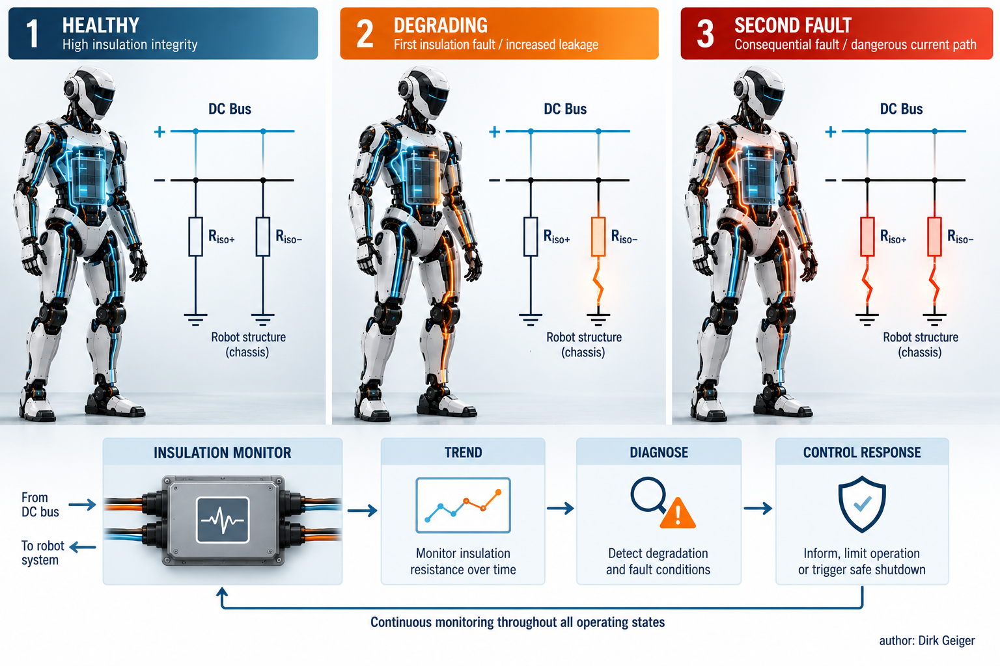 1
HEALTHY
High insulation integrity
2
DEGRADING
First insulation fault / increased leakage
3
SECOND FAULT
Consequential fault / dangerous current path
DC Bus
+
−
Riso+
Riso−
Robot structure
(chassis)
DC Bus
+
−
Riso+
Riso−
Robot structure
(chassis)
DC Bus
+
−
Riso+
Riso−
Robot structure
(chassis)
INSULATION MONITOR
From
DC bus
To robot
system
TREND
Monitor insulation
resistance over time
DIAGNOSE
!
Detect degradation
and fault conditions
CONTROL RESPONSE
Inform, limit operation
or trigger safe shutdown
Continuous monitoring throughout all operating states
author: Dirk Geiger